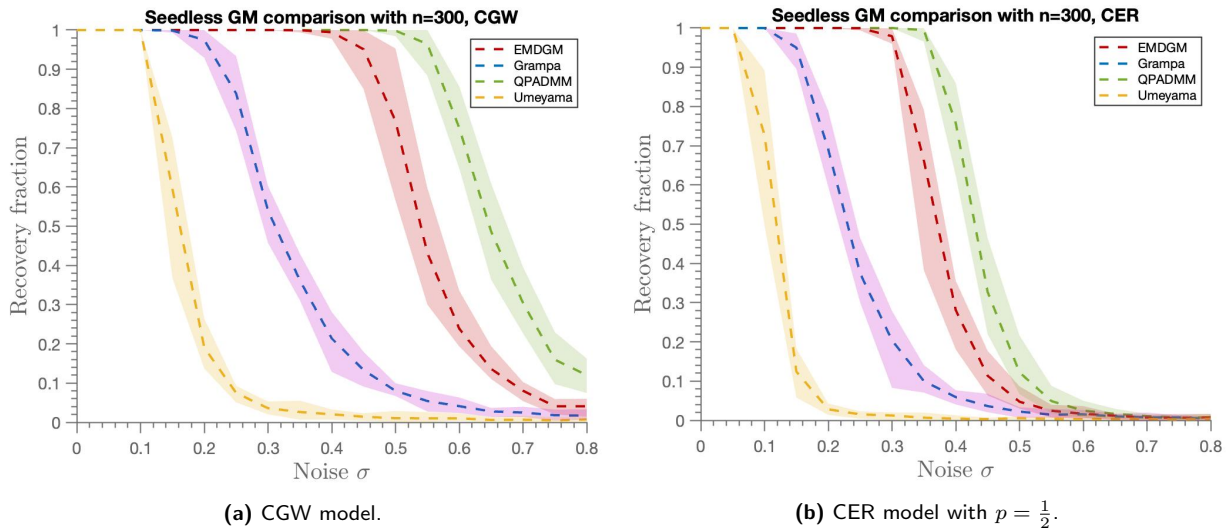 Seedless GM comparison with n=300, CGW
Recovery fraction
1
0.9
0.8
0.7
0.6
0.5
0.4
0.3
0.2
0.1
0
0
0.1
0.2
0.3
0.4
0.5
0.6
0.7
0.8
Noise σ
EMDGM
Grampa
QPADMM
Umeyama
(a) CGW model.
Seedless GM comparison with n=300, CER
Recovery fraction
1
0.9
0.8
0.7
0.6
0.5
0.4
0.3
0.2
0.1
0
0
0.1
0.2
0.3
0.4
0.5
0.6
0.7
0.8
Noise σ
EMDGM
Grampa
QPADMM
Umeyama
(b) CER model with p = 1/2.